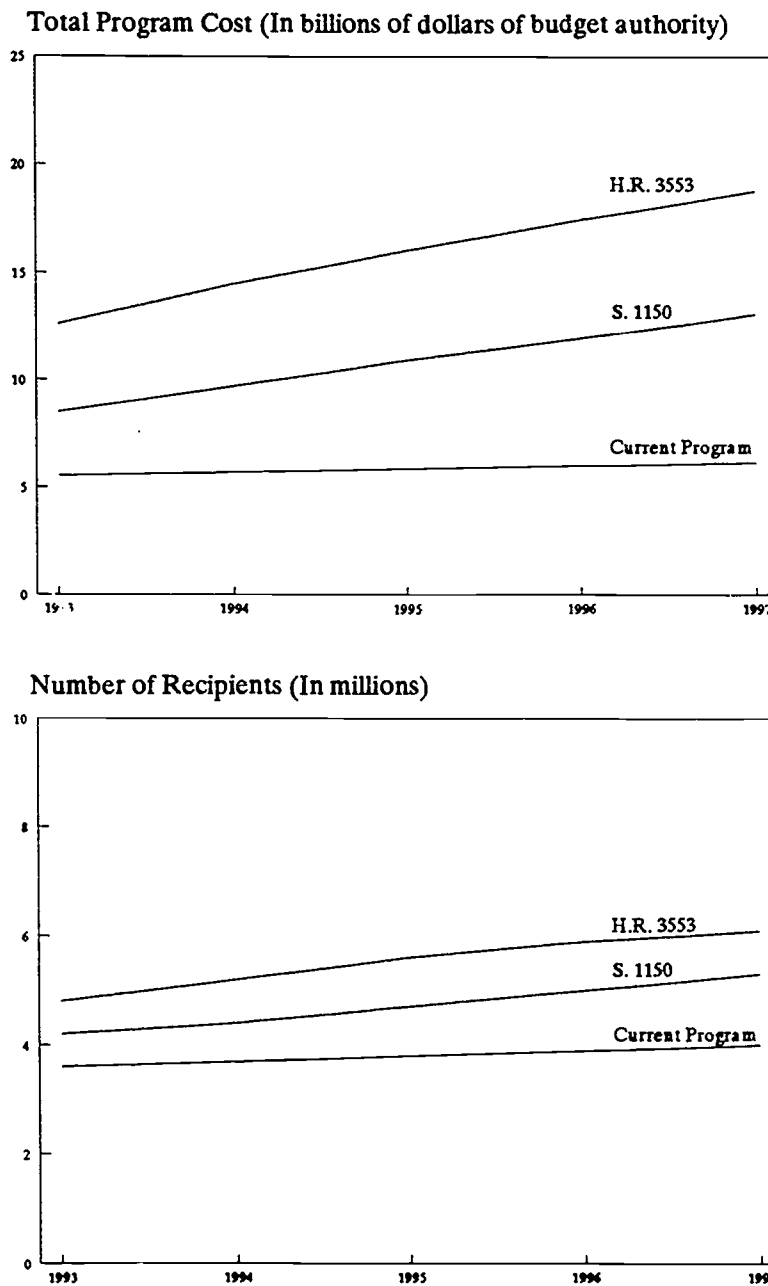 Total Program Cost (In billions of dollars of budget authority)
25
20
H.R. 3553
15
S. 1150
10
Current Program
5
0
1994 1995 1996 1997
Number of Recipients (In millions)
10
8
H.R. 3553
6
S. 1150
Current Program
4
2
0
1993 1994 1995 1996